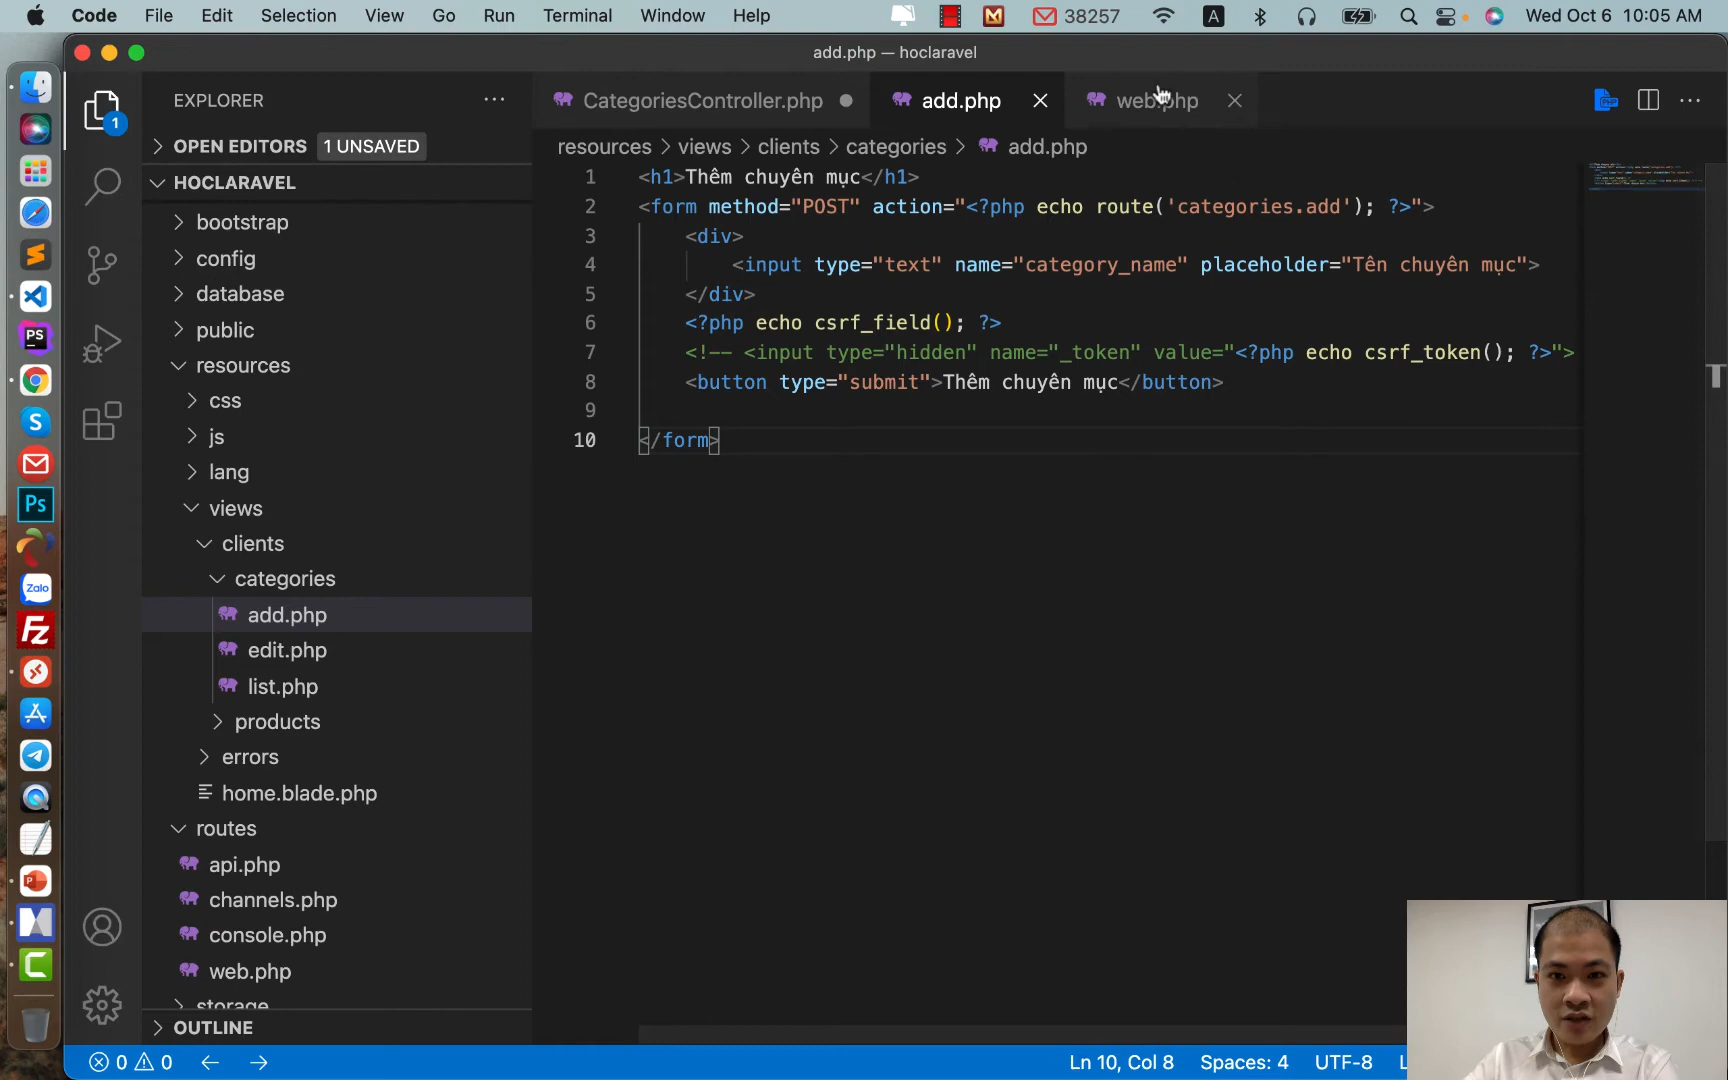 Code File Edit Selection View Go Run Terminal Window Help 38257 A Wed Oct 6 10:05 AM
add.php — hoclaravel
EXPLORER
CategoriesController.php
add.php
web.php
1
OPEN EDITORS 1 UNSAVED
resources > views > clients > categories > add.php
HOCLARAVEL
bootstrap
config
database
public
resources
css
js
lang
views
clients
categories
add.php
edit.php
list.php
products
errors
home.blade.php
routes
api.php
channels.php
console.php
web.php
storage
OUTLINE
1 <h1>Thêm chuyên mục</h1>
2 <form method="POST" action="<?php echo route('categories.add'); ?>">
3 <div>
4 <input type="text" name="category_name" placeholder="Tên chuyên mục">
5 </div>
6 <?php echo csrf_field(); ?>
7 <!-- <input type="hidden" name="_token" value="<?php echo csrf_token(); ?>">
8 <button type="submit">Thêm chuyên mục</button>
9
10 </form>
PS
S
Ps
Zalo
Fz
P
C
0 0 Ln 10, Col 8 Spaces: 4 UTF-8 L